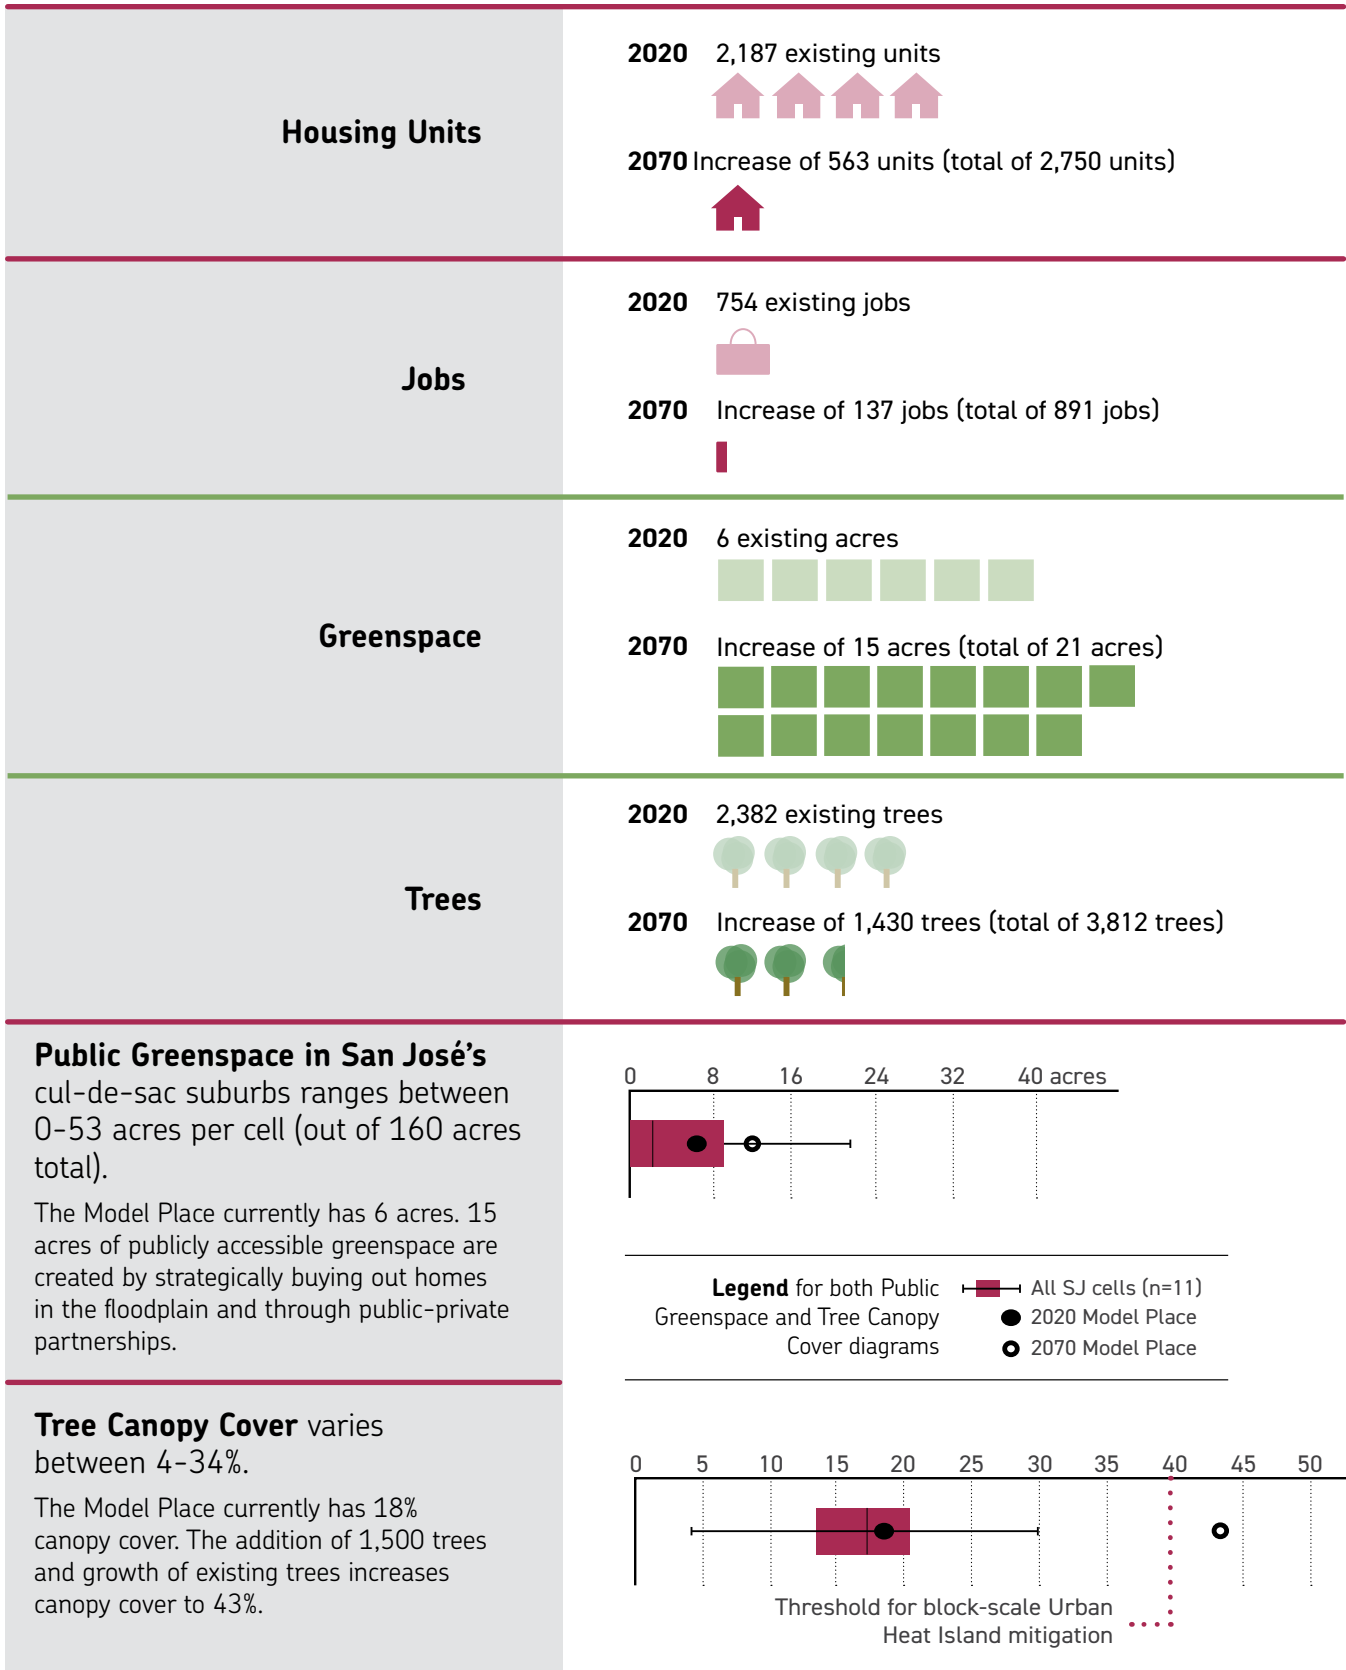 Housing Units
2020 2,187 existing units
2070 Increase of 563 units (total of 2,750 units)
Jobs
2020 754 existing jobs
2070 Increase of 137 jobs (total of 891 jobs)
Greenspace
2020 6 existing acres
2070 Increase of 15 acres (total of 21 acres)
Trees
2020 2,382 existing trees
2070 Increase of 1,430 trees (total of 3,812 trees)
Public Greenspace in San José’s
cul-de-sac suburbs ranges between
0-53 acres per cell (out of 160 acres
total).
The Model Place currently has 6 acres. 15
acres of publicly accessible greenspace are
created by strategically buying out homes
in the floodplain and through public-private
partnerships.
0 8 16 24 32 40 acres
Legend for both Public
Greenspace and Tree Canopy
Cover diagrams
All SJ cells (n=11)
2020 Model Place
2070 Model Place
Tree Canopy Cover varies
between 4-34%.
The Model Place currently has 18%
canopy cover. The addition of 1,500 trees
and growth of existing trees increases
canopy cover to 43%.
0 5 10 15 20 25 30 35 40 45 50
Threshold for block-scale Urban
Heat Island mitigation